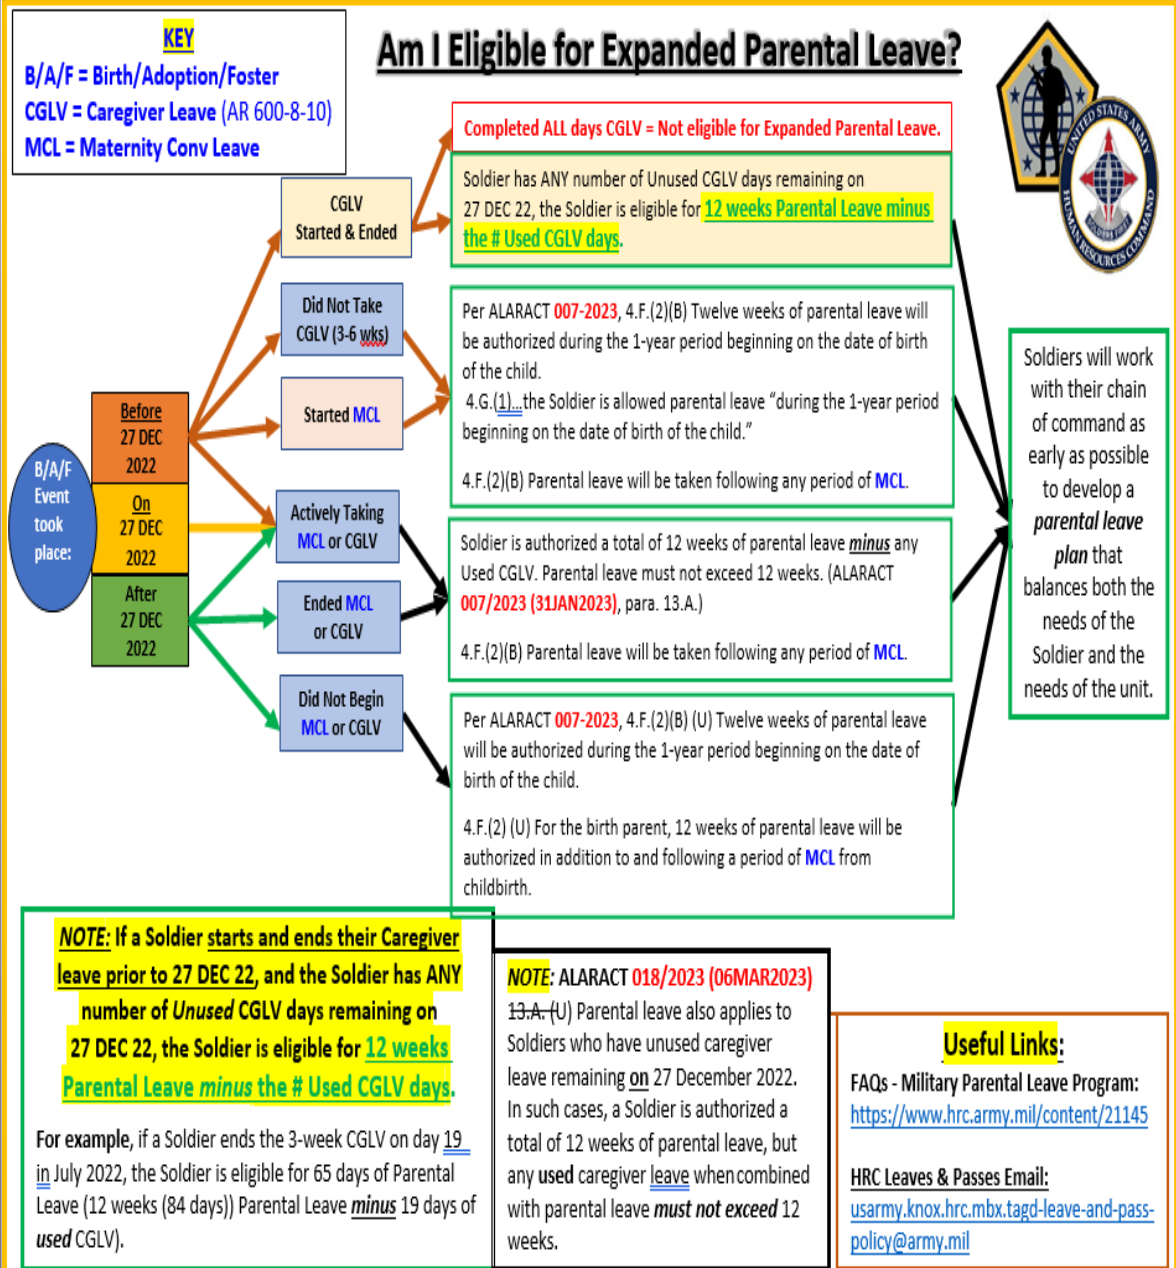 KEY
B/A/F = Birth/Adoption/Foster
CGLV = Caregiver Leave (AR 600-8-10)
MCL = Maternity Conv Leave
Am I Eligible for Expanded Parental Leave?
UNITED STATES ARMY
HUMAN RESOURCES COMMAND
SOLDIERS FIRST
B/A/F
Event
took
place:
Before
27 DEC
2022
On
27 DEC
2022
After
27 DEC
2022
CGLV
Started & Ended
Did Not Take
CGLV (3-6 wks)
Started MCL
Actively Taking
MCL or CGLV
Ended MCL
or CGLV
Did Not Begin
MCL or CGLV
Completed ALL days CGLV = Not eligible for Expanded Parental Leave.
Soldier has ANY number of Unused CGLV days remaining on
27 DEC 22, the Soldier is eligible for 12 weeks Parental Leave minus
the # Used CGLV days.
Per ALARACT 007-2023, 4.F.(2)(B) Twelve weeks of parental leave will
be authorized during the 1-year period beginning on the date of birth
of the child.
4.G.(1)...the Soldier is allowed parental leave “during the 1-year period
beginning on the date of birth of the child.”
4.F.(2)(B) Parental leave will be taken following any period of MCL.
Soldier is authorized a total of 12 weeks of parental leave minus any
Used CGLV. Parental leave must not exceed 12 weeks. (ALARACT
007/2023 (31JAN2023), para. 13.A.)
4.F.(2)(B) Parental leave will be taken following any period of MCL.
Per ALARACT 007-2023, 4.F.(2)(B) (U) Twelve weeks of parental leave
will be authorized during the 1-year period beginning on the date of
birth of the child.
4.F.(2) (U) For the birth parent, 12 weeks of parental leave will be
authorized in addition to and following a period of MCL from
childbirth.
Soldiers will work
with their chain
of command as
early as possible
to develop a
parental leave
plan that
balances both the
needs of the
Soldier and the
needs of the unit.
NOTE: If a Soldier starts and ends their Caregiver
leave prior to 27 DEC 22, and the Soldier has ANY
number of Unused CGLV days remaining on
27 DEC 22, the Soldier is eligible for 12 weeks
Parental Leave minus the # Used CGLV days.
For example, if a Soldier ends the 3-week CGLV on day 19
in July 2022, the Soldier is eligible for 65 days of Parental
Leave (12 weeks (84 days)) Parental Leave minus 19 days of
used CGLV).
NOTE: ALARACT 018/2023 (06MAR2023)
13.A. (U) Parental leave also applies to
Soldiers who have unused caregiver
leave remaining on 27 December 2022.
In such cases, a Soldier is authorized a
total of 12 weeks of parental leave, but
any used caregiver leave when combined
with parental leave must not exceed 12
weeks.
Useful Links:
FAQs - Military Parental Leave Program:
https://www.hrc.army.mil/content/21145
HRC Leaves & Passes Email:
usarmy.knox.hrc.mbx.tagd-leave-and-pass-
policy@army.mil